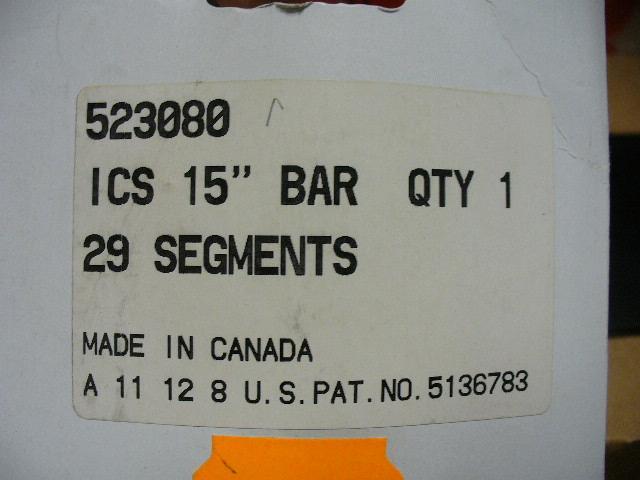 523080
ICS 15" BAR QTY 1
29 SEGMENTS
MADE IN CANADA
A 11 12 8 U.S.PAT.NO.5136783